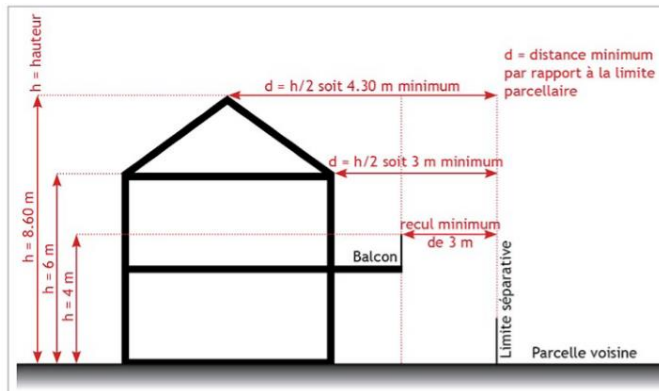 h = hauteur
d = distance minimum
par rapport à la limite
parcellaire
d = h/2 soit 4.30 m minimum
d = h/2 soit 3 m minimum
h = 8.60 m
h = 6 m
h = 4 m
recul minimum
de 3 m
Balcon
Limite séparative
Parcelle voisine